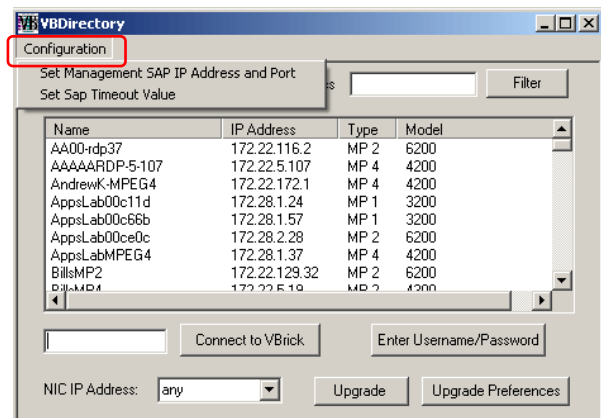 VBDirectory
Configuration
Set Management SAP IP Address and Port
Set Sap Timeout Value
Filter
Name IP Address Type Model
AA00-rdp37 172.22.116.2 MP 2 6200
AAAAARDP-5-107 172.22.5.107 MP 4 4200
AndrewK-MPEG4 172.22.172.1 MP 4 4200
AppsLab00c11d 172.28.1.24 MP 1 3200
AppsLab00c66b 172.28.1.57 MP 1 3200
AppsLab00ce0c 172.28.2.28 MP 2 6200
AppsLabMPEG4 172.28.1.37 MP 4 4200
BillsMP2 172.22.129.32 MP 2 6200
Connect to VBrick Enter Username/Password
NIC IP Address: any Upgrade Upgrade Preferences